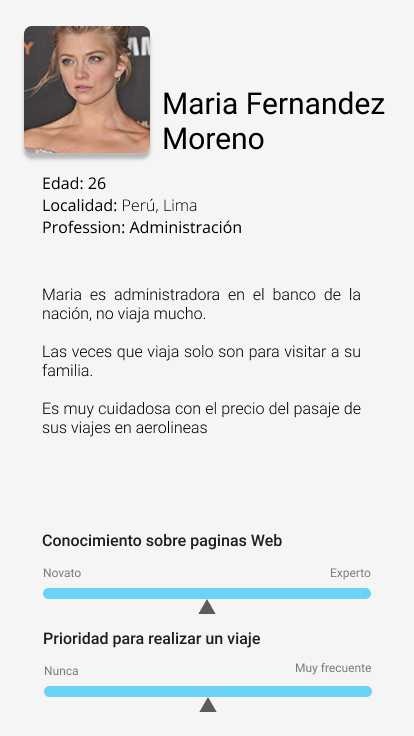 Maria Fernandez
Moreno
Edad: 26
Localidad: Perú, Lima
Profession: Administración
Maria es administradora en el banco de la
nación, no viaja mucho.
Las veces que viaja solo son para visitar a su
familia.
Es muy cuidadosa con el precio del pasaje de
sus viajes en aerolineas
Conocimiento sobre paginas Web
Novato Experto
Prioridad para realizar un viaje
Nunca Muy frecuente